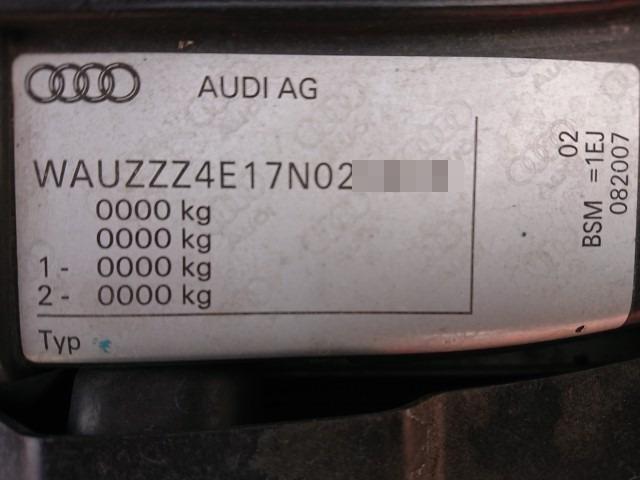 AUDI AG
WAUZZZ4E17N02
0000 kg
0000 kg
1 - 0000 kg
2 - 0000 kg
Typ
02
BSM =1EJ
082007